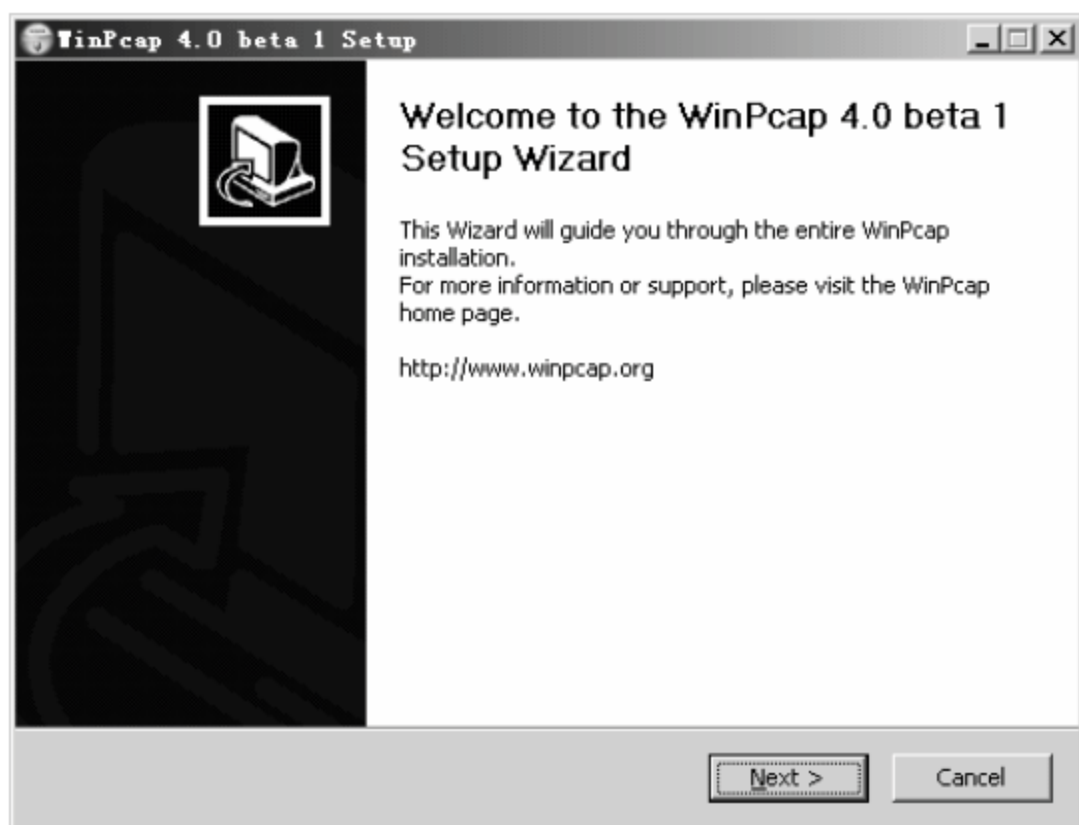 WinPcap 4.0 beta 1 Setup
Welcome to the WinPcap 4.0 beta 1
Setup Wizard
This Wizard will guide you through the entire WinPcap
installation.
For more information or support, please visit the WinPcap
home page.
http://www.winpcap.org
Next >
Cancel